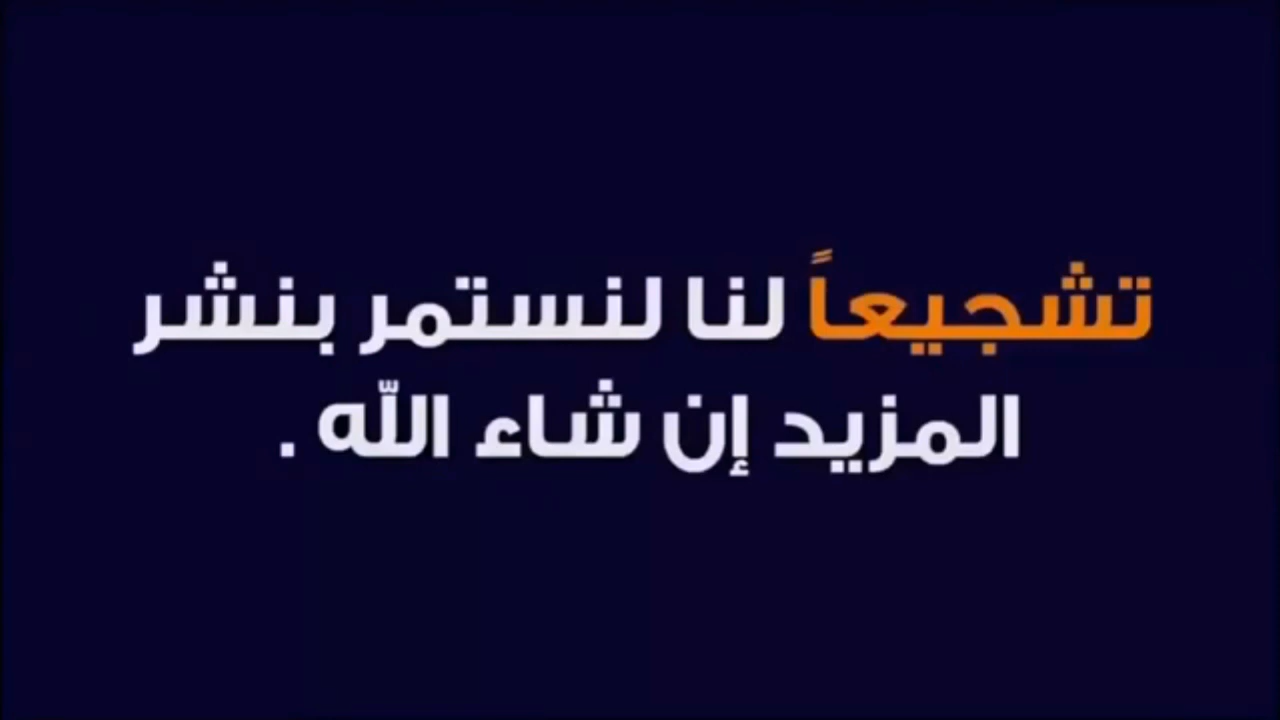 تشجيعاً لنا لنستمر بنشر
المزيد إن شاء اللّه .